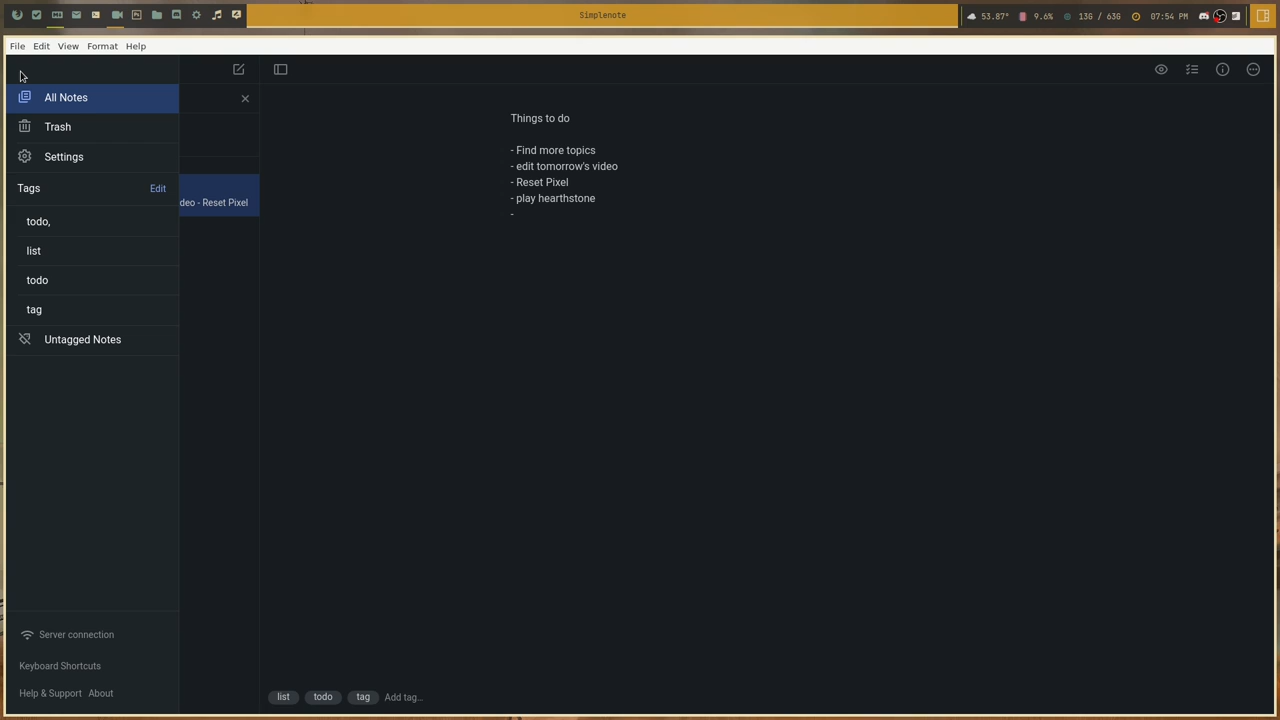 Simplenote
53.87°
9.6%
13G / 63G
07:54 PM
File Edit View Format Help
All Notes
Trash
Settings
Tags
Edit
todo,
list
todo
tag
Untagged Notes
Server connection
Keyboard Shortcuts
Help & Support About
deo - Reset Pixel
Things to do
- Find more topics
- edit tomorrow's video
- Reset Pixel
- play hearthstone
-
list todo tag Add tag...